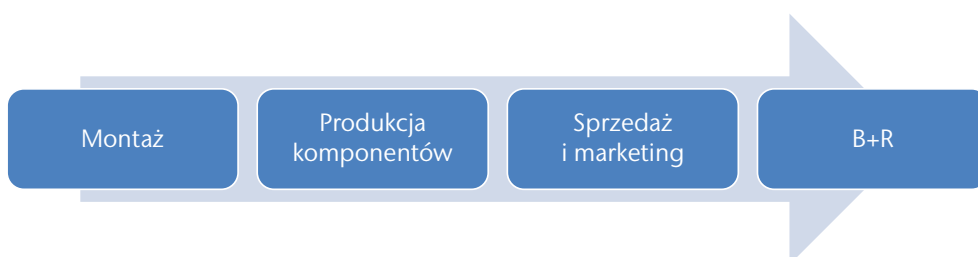 Montaż
Produkcja
komponentów
Sprzedaż
i marketing
B+R